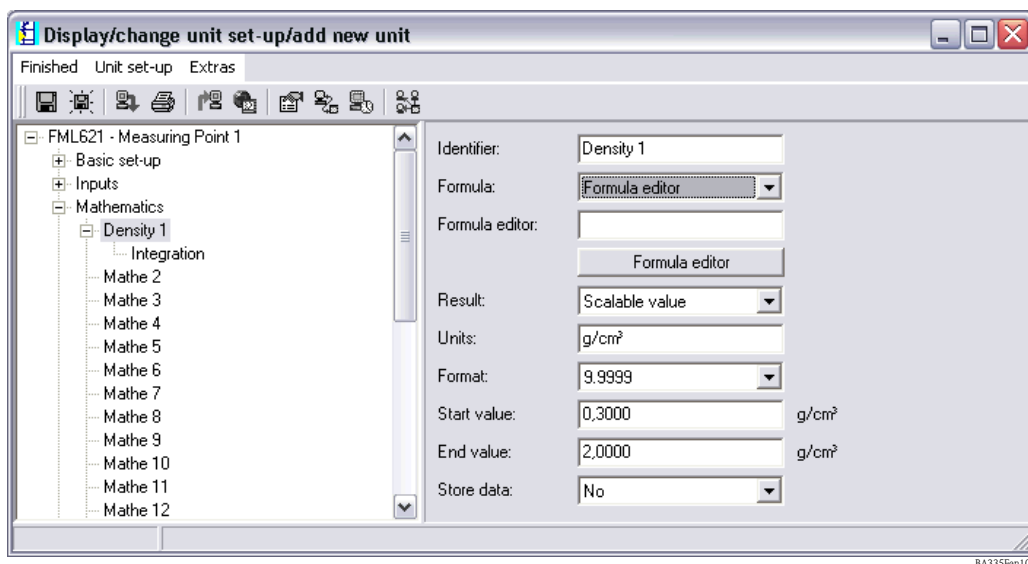 Display/change unit set-up/add new unit
Finished Unit set-up Extras
FML621 - Measuring Point 1
Basic set-up
Inputs
Mathematics
Density 1
Integration
Mathe 2
Mathe 3
Mathe 4
Mathe 5
Mathe 6
Mathe 7
Mathe 8
Mathe 9
Mathe 10
Mathe 11
Mathe 12
Identifier: Density 1
Formula: Formula editor
Formula editor:
Formula editor
Result: Scalable value
Units: g/cm³
Format: 9.9999
Start value: 0,3000 g/cm³
End value: 2,0000 g/cm³
Store data: No